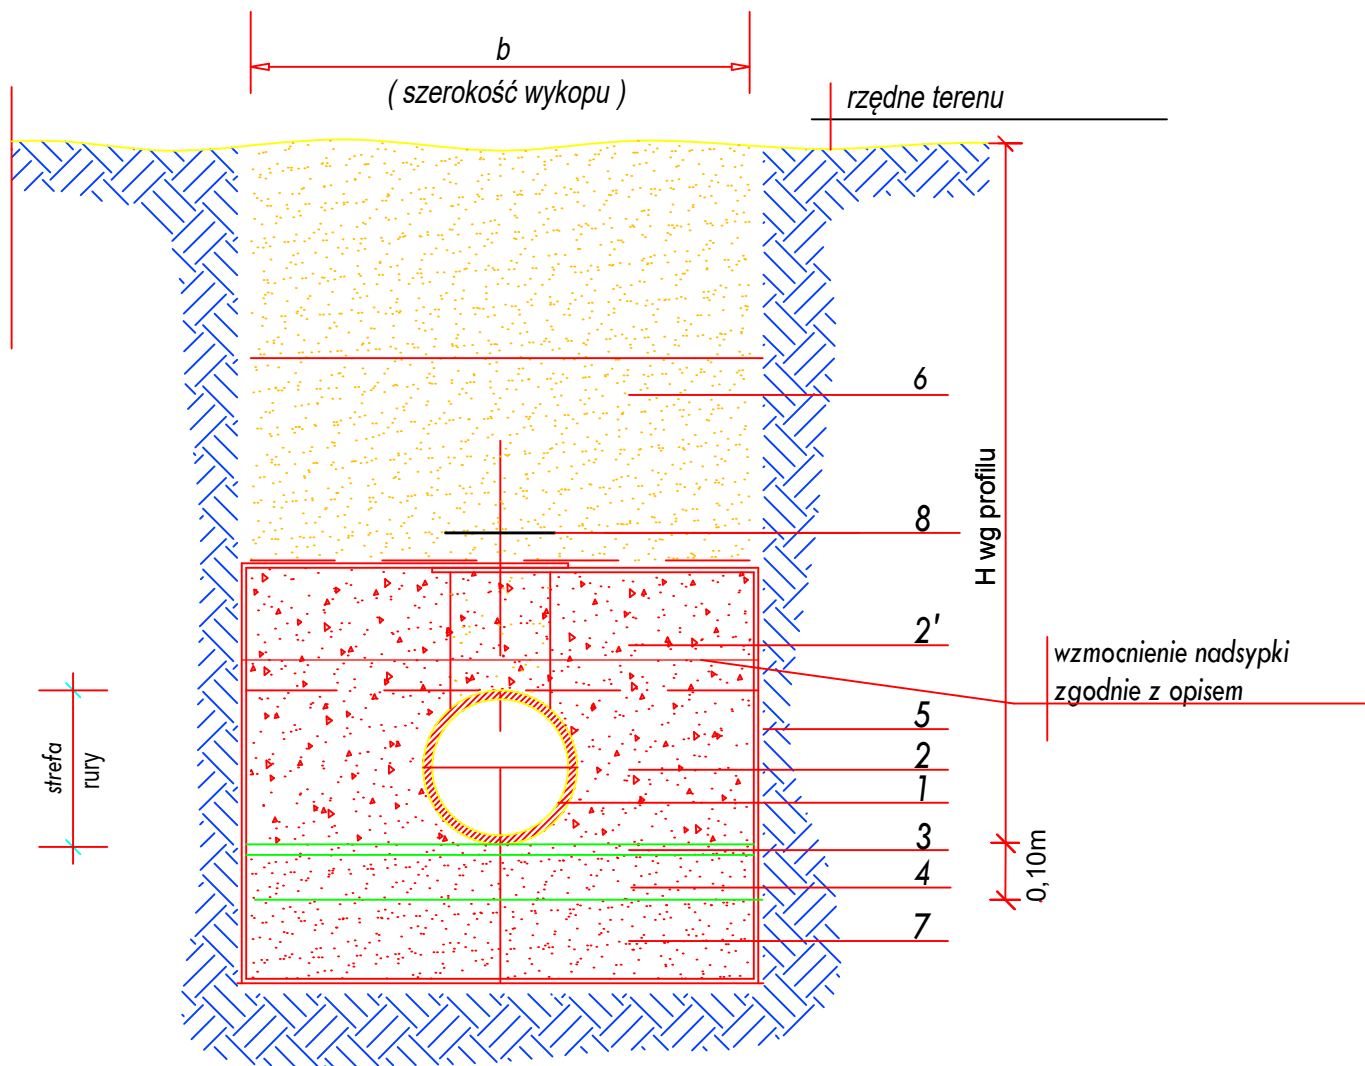 b
( szerokość wykopu )
rzędne terenu
6
H wg profilu
8
2'
wzmocnienie nadsypki
zgodnie z opisem
5
2
1
strefa
rury
3
4
0,10m
7